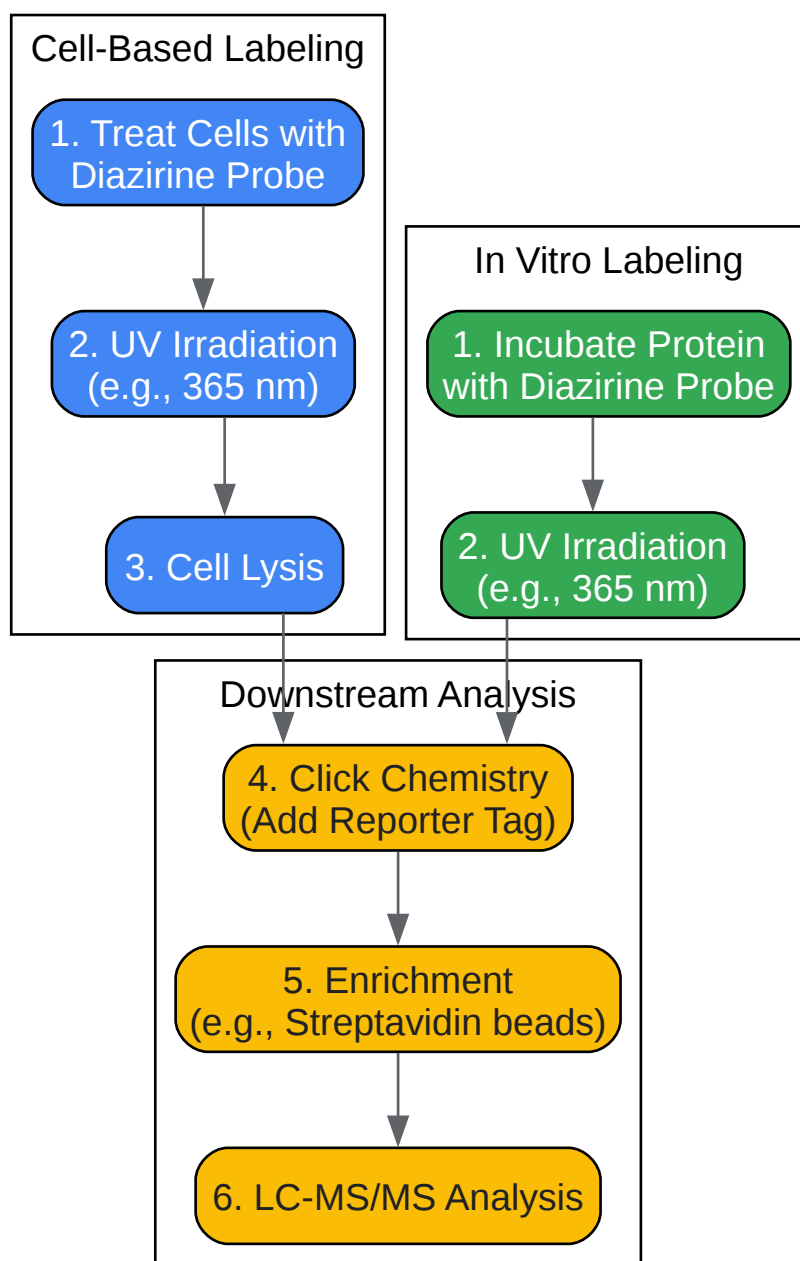 Cell-Based Labeling
1. Treat Cells with
Diazirine Probe
2. UV Irradiation
(e.g., 365 nm)
3. Cell Lysis
In Vitro Labeling
1. Incubate Protein
with Diazirine Probe
2. UV Irradiation
(e.g., 365 nm)
Downstream Analysis
4. Click Chemistry
(Add Reporter Tag)
5. Enrichment
(e.g., Streptavidin beads)
6. LC-MS/MS Analysis